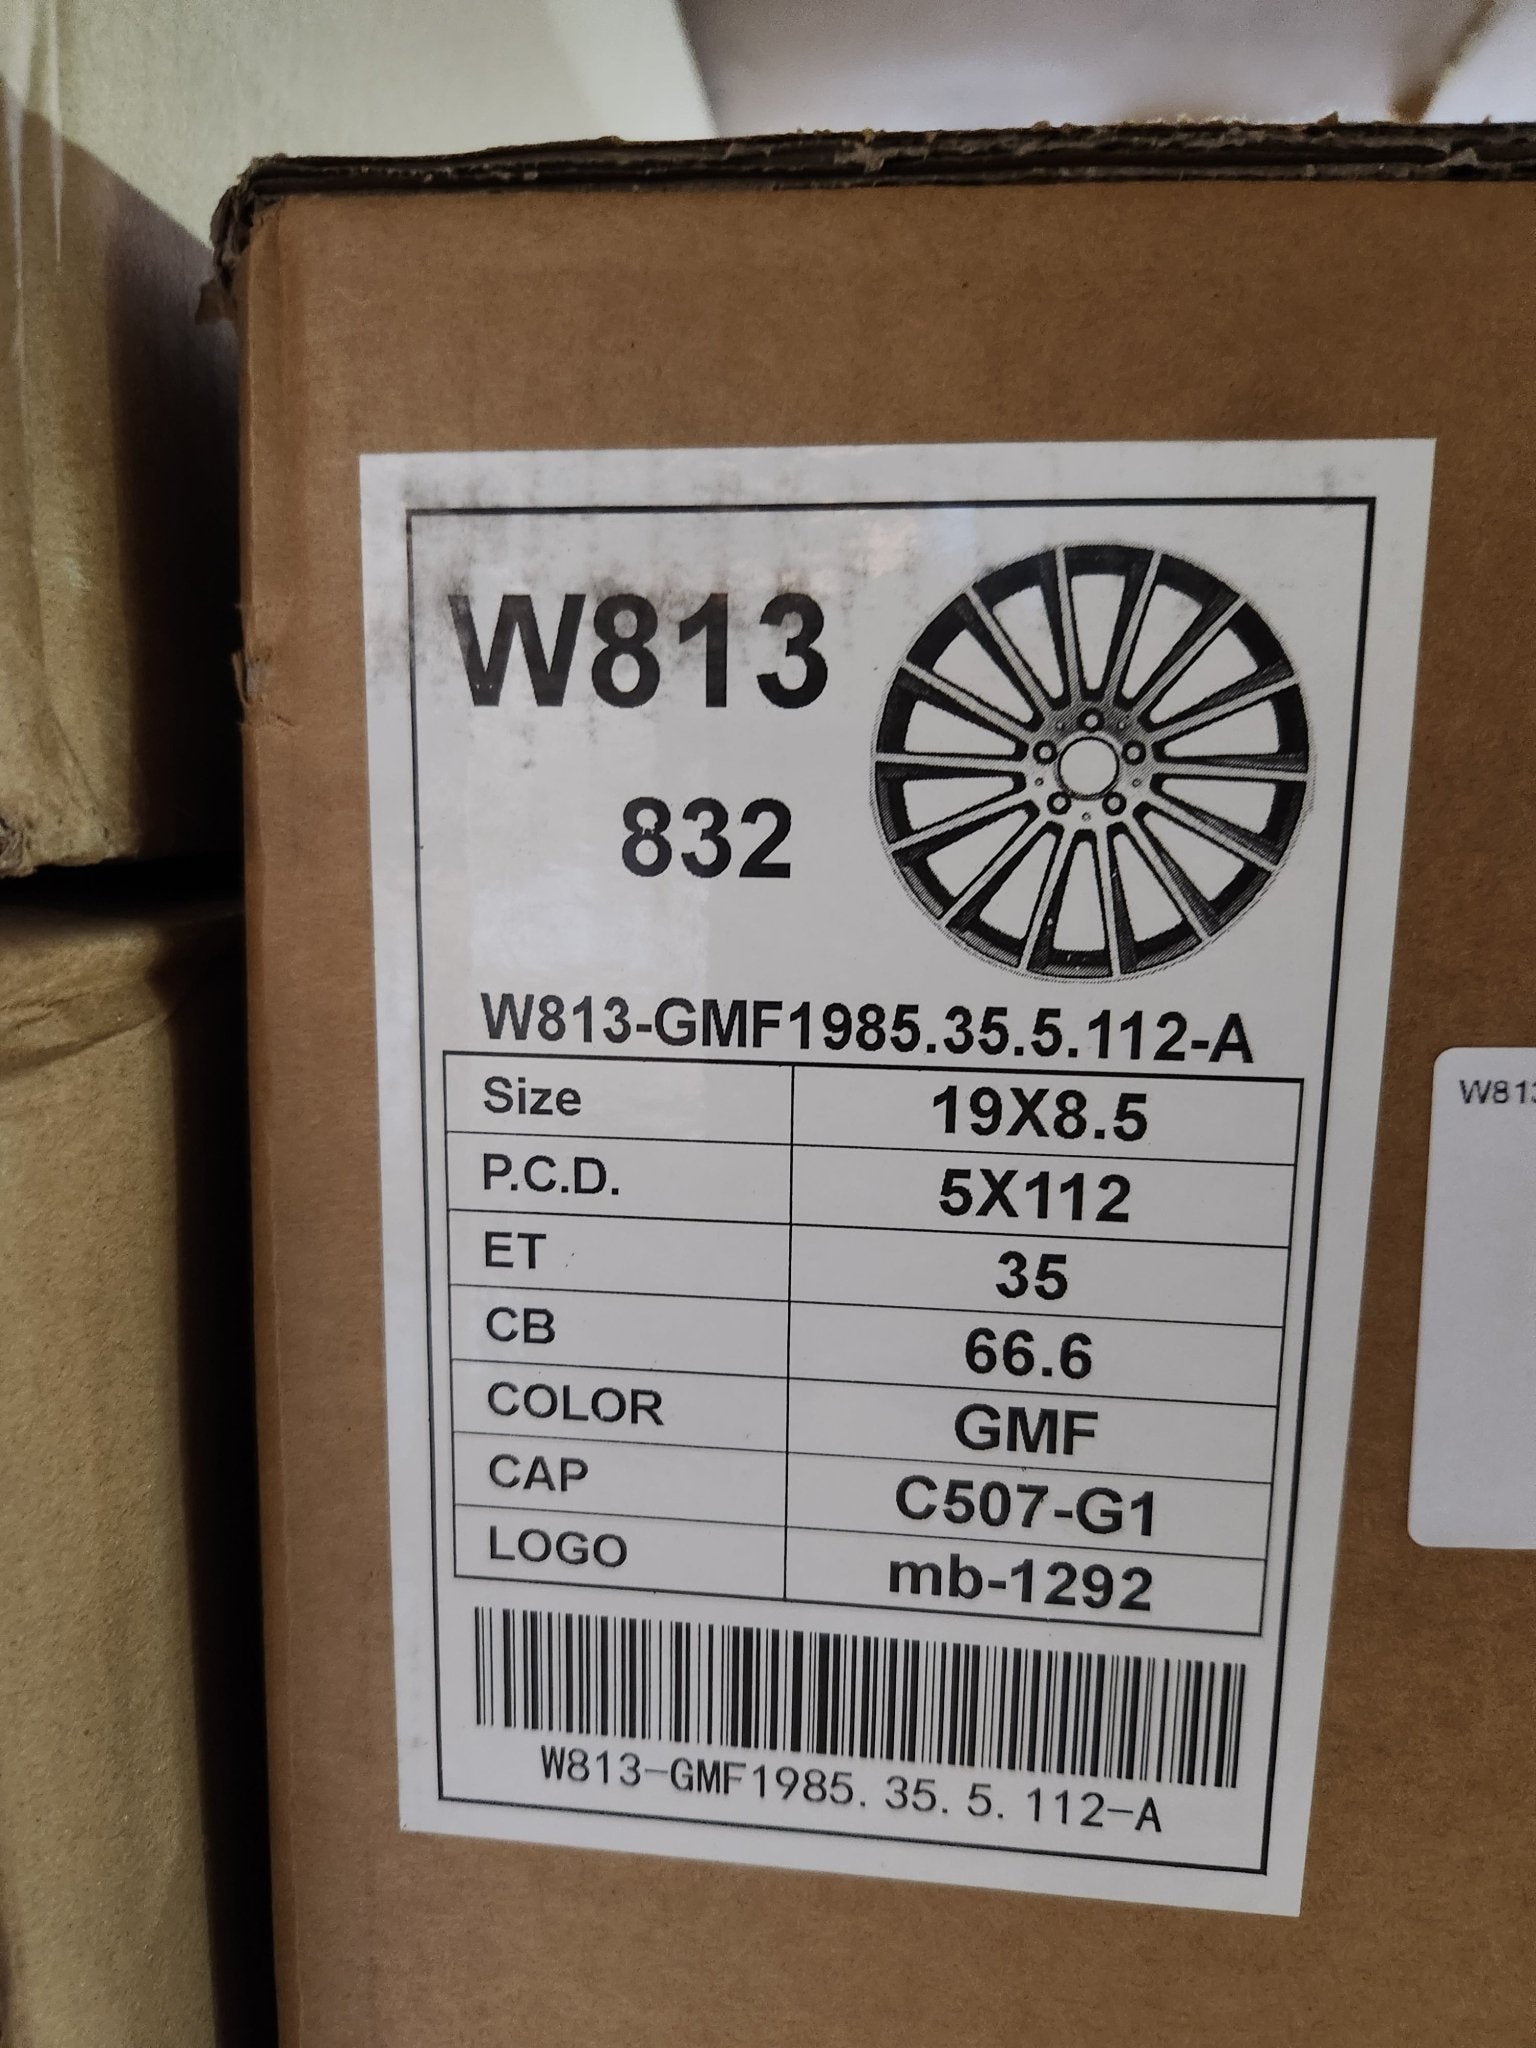 W813
832
W813-GMF1985.35.5.112-A
Size 19X8.5
P.C.D. 5X112
ET 35
CB 66.6
COLOR GMF
CAP C507-G1
LOGO mb-1292
W813-GMF1985.35.5.112-A
W813